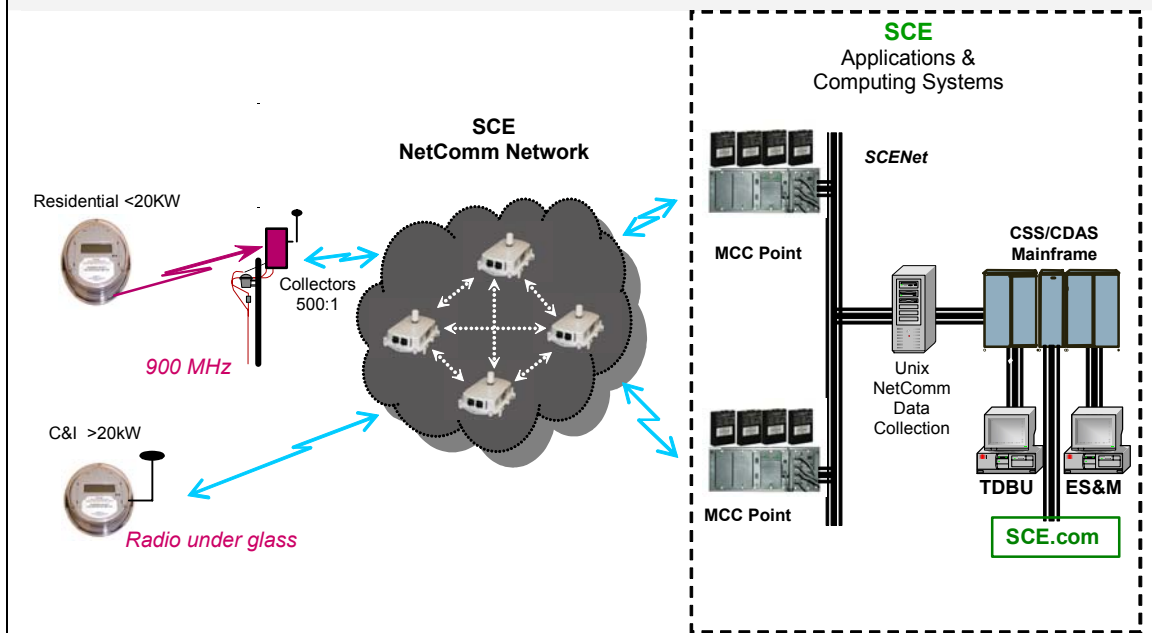 SCE
Applications &
Computing Systems
SCE
NetComm Network
SCENet
Residential <20KW
MCC Point
CSS/CDAS
Mainframe
Collectors
500:1
900 MHz
Unix
NetComm
Data
Collection
C&I  >20kW
TDBU
ES&M
MCC Point
Radio under glass
SCE.com